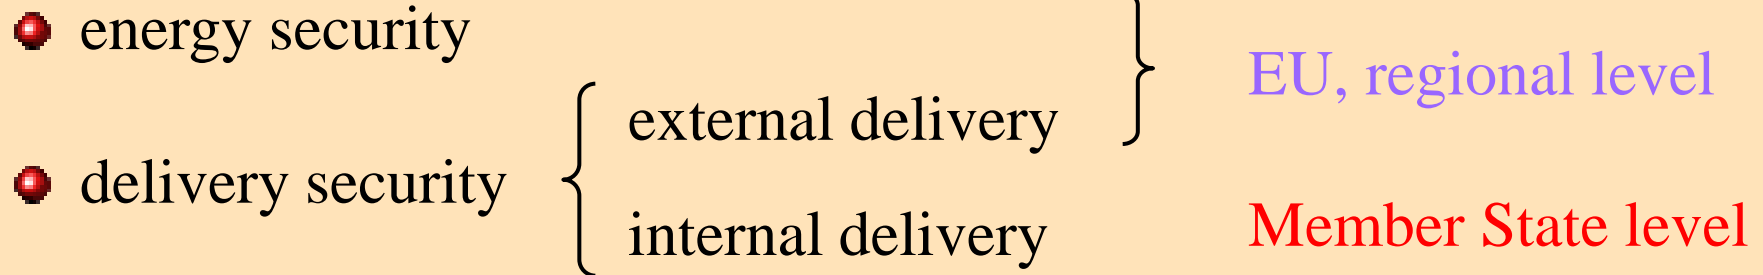 energy security
EU, regional level
external delivery
delivery security
internal delivery
Member State level